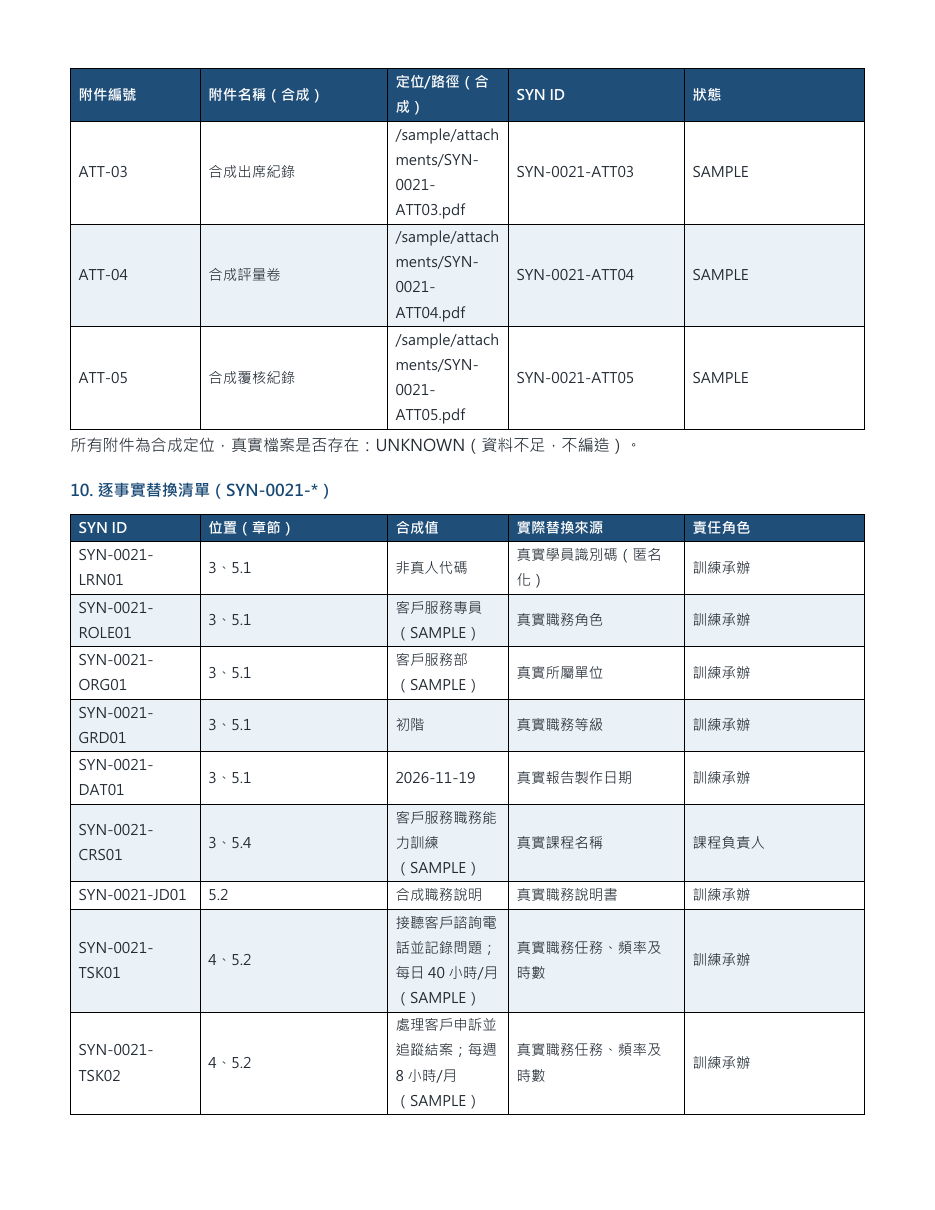 附件編號
附件名稱（合成）
定位/路徑（合
成）
SYN ID
狀態
ATT-03
合成出席紀錄
/sample/attach
ments/SYN-
0021-
ATT03.pdf
SYN-0021-ATT03
SAMPLE
ATT-04
合成評量卷
/sample/attach
ments/SYN-
0021-
ATT04.pdf
SYN-0021-ATT04
SAMPLE
ATT-05
合成覆核紀錄
/sample/attach
ments/SYN-
0021-
ATT05.pdf
SYN-0021-ATT05
SAMPLE
所有附件為合成定位，真實檔案是否存在：UNKNOWN（資料不足，不編造）。
10. 逐事實替換清單（SYN-0021-*）
SYN ID
位置（章節）
合成值
實際替換來源
責任角色
SYN-0021-
LRN01
3、5.1
非真人代碼
真實學員識別碼（匿名
化）
訓練承辦
SYN-0021-
ROLE01
3、5.1
客戶服務專員
（SAMPLE）
真實職務角色
訓練承辦
SYN-0021-
ORG01
3、5.1
客戶服務部
（SAMPLE）
真實所屬單位
訓練承辦
SYN-0021-
GRD01
3、5.1
初階
真實職務等級
訓練承辦
SYN-0021-
DAT01
3、5.1
2026-11-19
真實報告製作日期
訓練承辦
SYN-0021-
CRS01
3、5.4
客戶服務職務能
力訓練
（SAMPLE）
真實課程名稱
課程負責人
SYN-0021-JD01
5.2
合成職務說明
真實職務說明書
訓練承辦
SYN-0021-
TSK01
4、5.2
接聽客戶諮詢電
話並記錄問題；
每日 40 小時/月
（SAMPLE）
真實職務任務、頻率及
時數
訓練承辦
SYN-0021-
TSK02
4、5.2
處理客戶申訴並
追蹤結案；每週
8 小時/月
（SAMPLE）
真實職務任務、頻率及
時數
訓練承辦